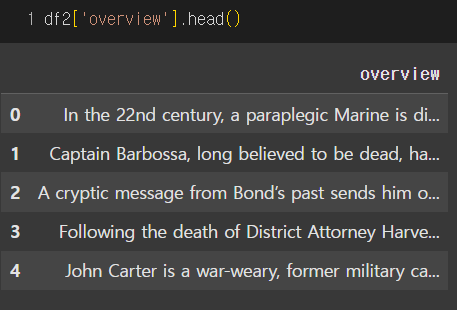 1 df2['overview'].head()
overview
0 In the 22nd century, a paraplegic Marine is di...
1 Captain Barbossa, long believed to be dead, ha...
2 A cryptic message from Bond’s past sends him o...
3 Following the death of District Attorney Harve...
4 John Carter is a war-weary, former military ca...